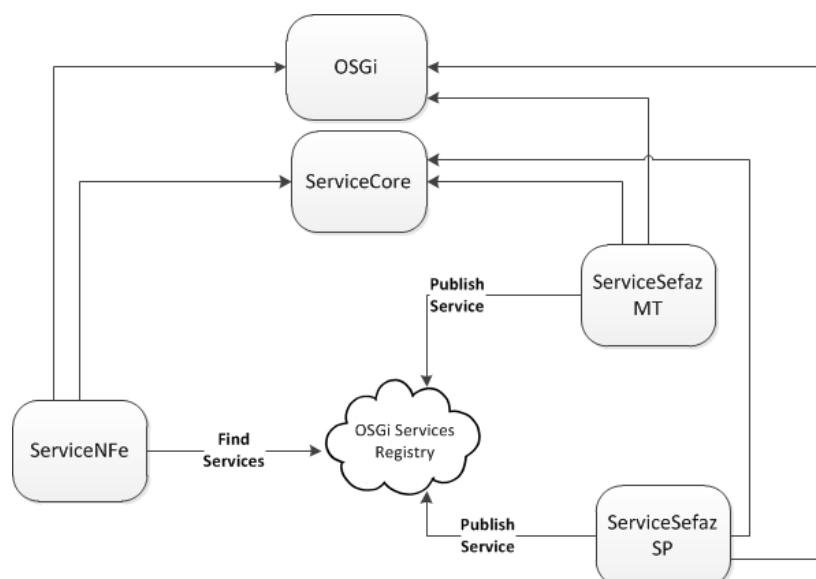 OSGi
ServiceCore
ServiceSefaz
MT
Publish
Service
OSGi Services
Registry
ServiceNFe
Find
Services
Publish
Service
ServiceSefaz
SP